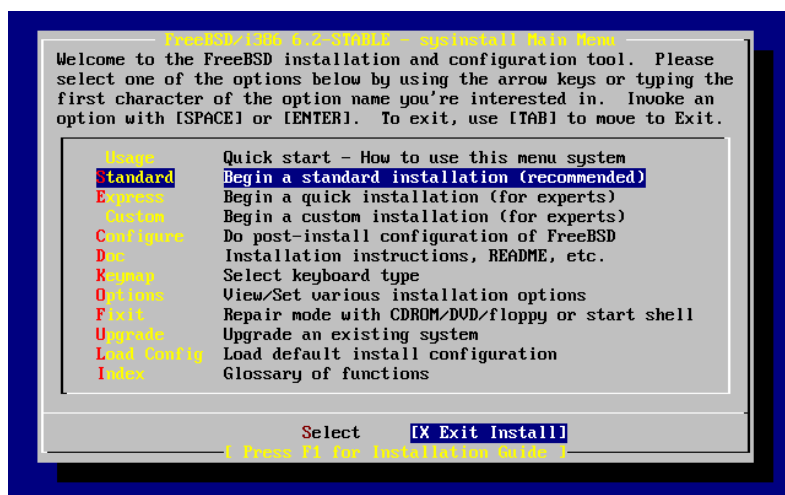 FreeBSD/i386 6.2-STABLE - sysinstall Main Menu
Welcome to the FreeBSD installation and configuration tool.  Please
select one of the options below by using the arrow keys or typing the
first character of the option name you're interested in.  Invoke an
option with [SPACE] or [ENTER].  To exit, use [TAB] to move to Exit.
Usage Quick start - How to use this menu system
Standard Begin a standard installation (recommended)
Express Begin a quick installation (for experts)
Custom Begin a custom installation (for experts)
Configure Do post-install configuration of FreeBSD
Doc Installation instructions, README, etc.
Keymap Select keyboard type
Options View/Set various installation options
Fixit Repair mode with CDROM/DVD/floppy or start shell
Upgrade Upgrade an existing system
Load Config Load default install configuration
Index Glossary of functions
Select [X Exit Install]
[ Press F1 for Installation Guide ]